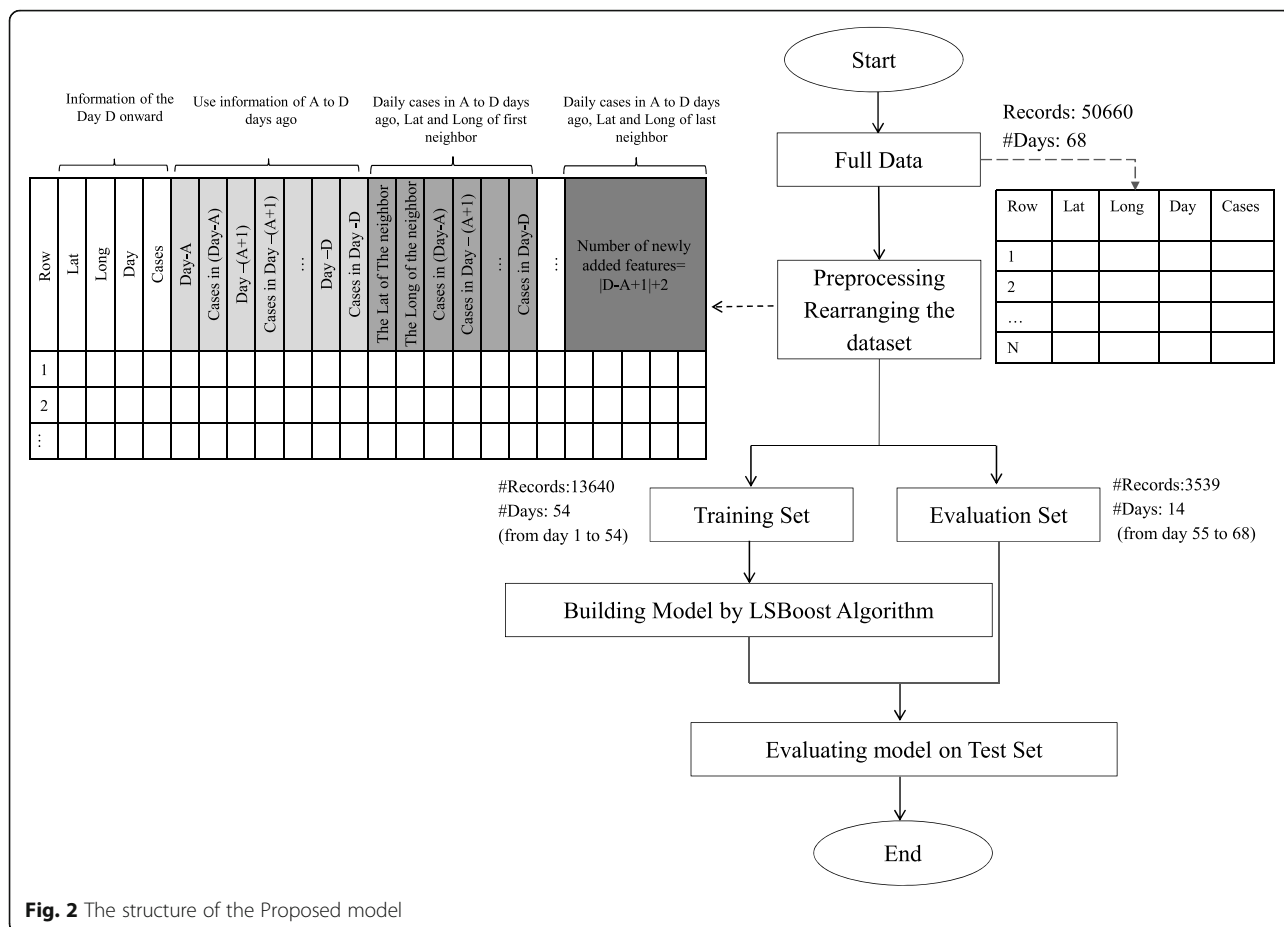 Start
Records: 50660
#Days: 68
Full Data
Row Lat Long Day Cases
1
2
…
N
Preprocessing
Rearranging the
dataset
Information of the
Day D onward
Use information of A to D
days ago
Daily cases in A to D days
ago, Lat and Long of first
neighbor
Daily cases in A to D days
ago, Lat and Long of last
neighbor
Row
Lat
Long
Day
Cases
Day-A
Cases in (Day-A)
Day –(A+1)
Cases in Day –(A+1)
…
Day –D
Cases in Day -D
The Lat of The neighbor
The Long of the neighbor
Cases in (Day-A)
Cases in Day – (A+1)
…
Cases in Day-D
…
Number of newly
added features=
|D-A+1|+2
1
2
⋮
#Records:13640
#Days: 54
(from day 1 to 54)
Training Set
Evaluation Set
#Records:3539
#Days: 14
(from day 55 to 68)
Building Model by LSBoost Algorithm
Evaluating model on Test Set
End
Fig. 2 The structure of the Proposed model